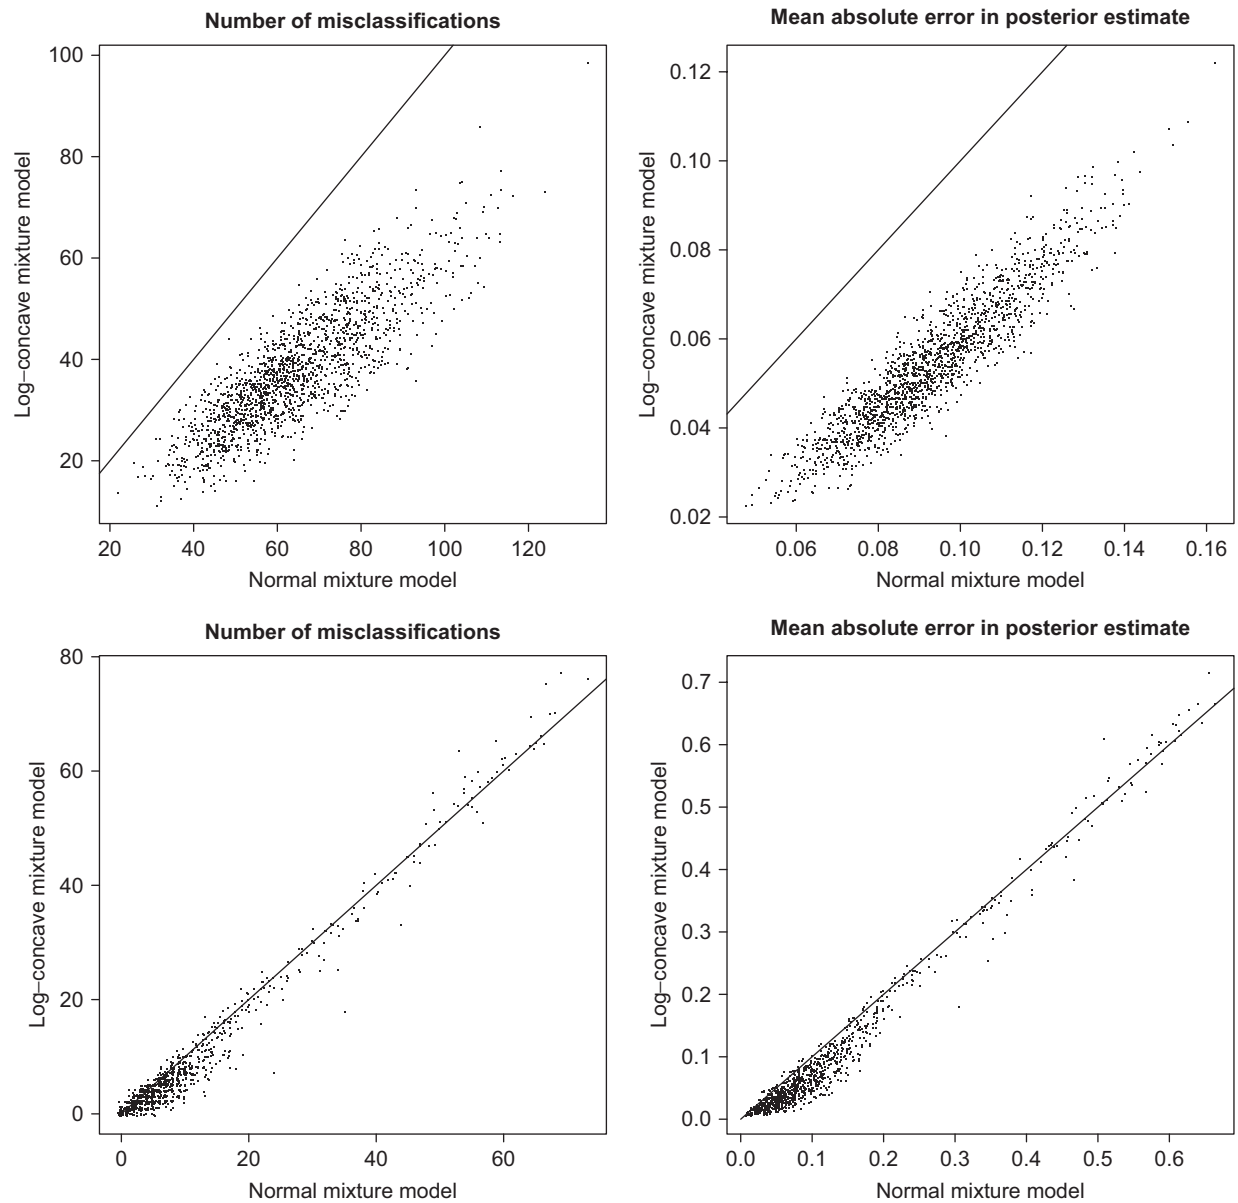 Number of misclassifications
100
80
60
40
20
Log–concave mixture model
20 40 60 80 100 120
Normal mixture model
Mean absolute error in posterior estimate
0.12
0.10
0.08
0.06
0.04
0.02
Log–concave mixture model
0.06 0.08 0.10 0.12 0.14 0.16
Normal mixture model
Number of misclassifications
80
60
40
20
0
Log–concave mixture model
0 20 40 60
Normal mixture model
Mean absolute error in posterior estimate
0.7
0.6
0.5
0.4
0.3
0.2
0.1
0.0
Log–concave mixture model
0.0 0.1 0.2 0.3 0.4 0.5 0.6
Normal mixture model